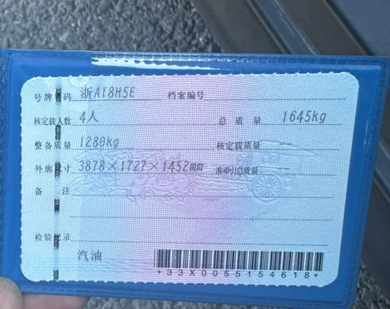 号牌号码 浙A18H5E 档案编号
核定载人数 4人 总质量 1645kg
整备质量 1280kg 核定载质量
外廓尺寸 3878×1727×1452mm 准牵引总质量
备注
检验记录
汽油
*33X0055154618*